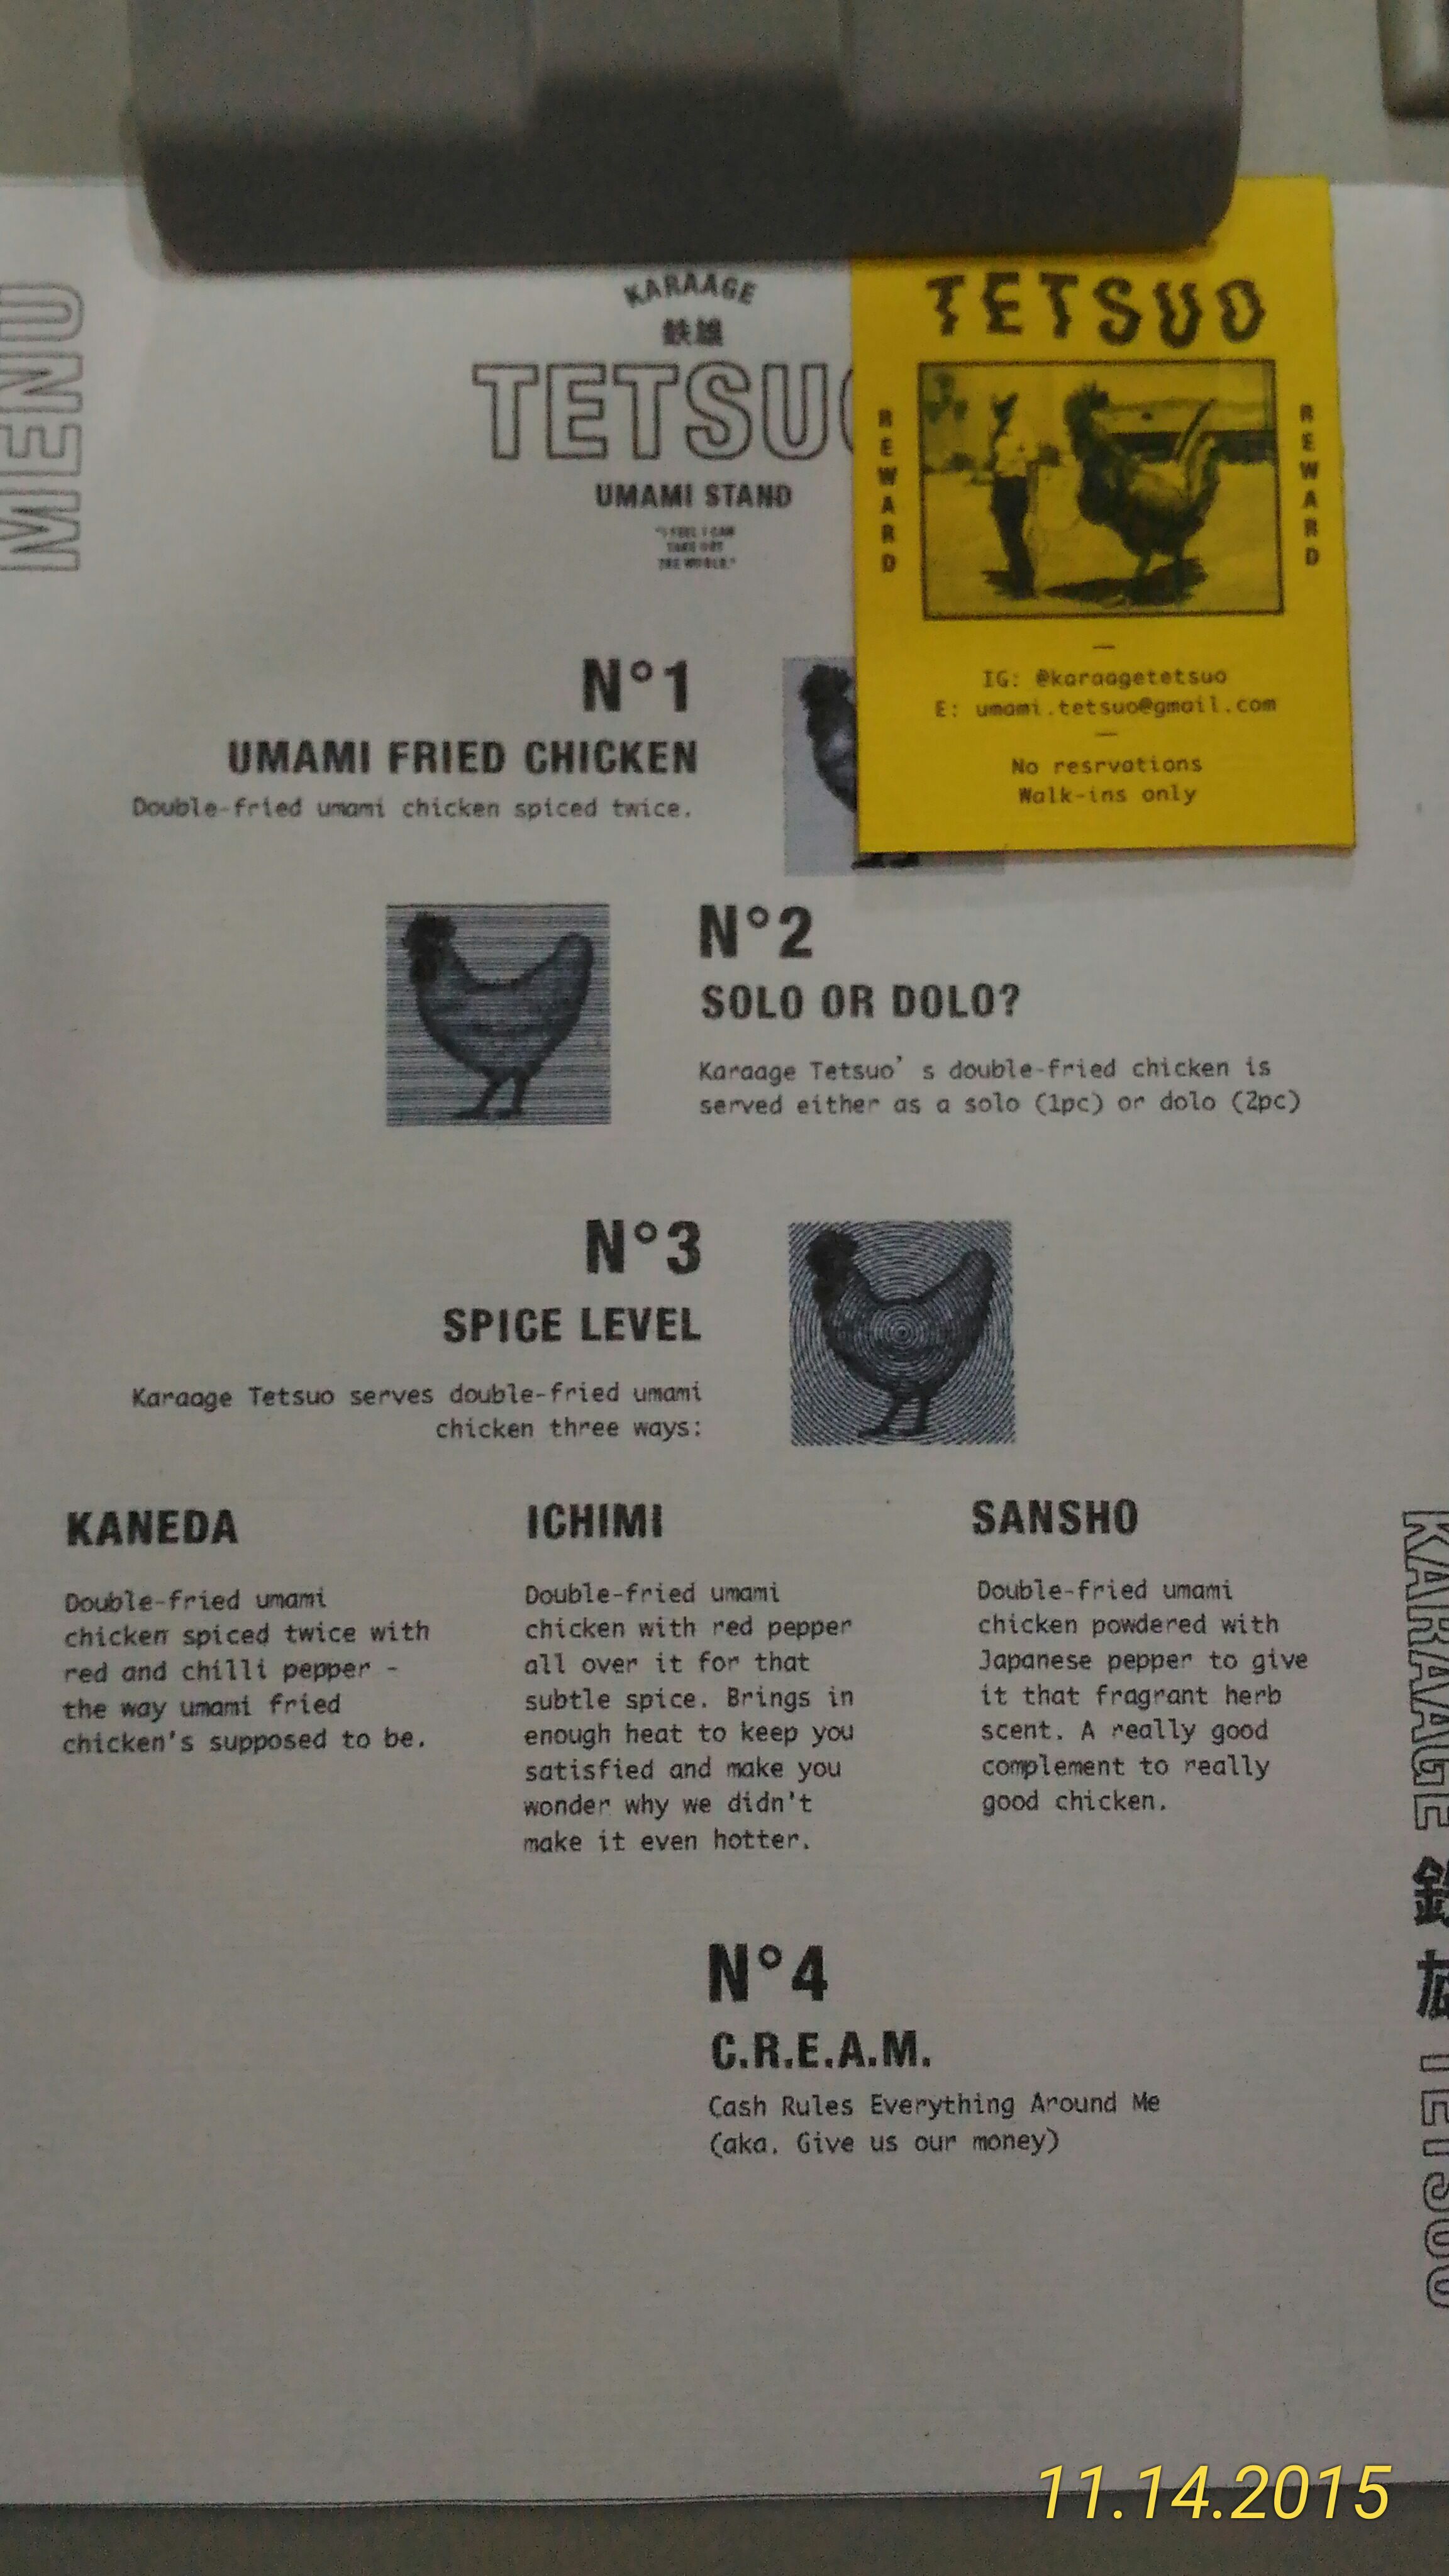 MENU
KARAAGE
鉄雄
TETSU
UMAMI STAND
"I FEEL I CAN
TAKE ON
THE WORLD."
TETSUO
REWARD
REWARD
IG: @karaagetetsuo
E: umami.tetsuo@gmail.com
No resrvations
Walk-ins only
N°1
UMAMI FRIED CHICKEN
Double-fried umami chicken spiced twice.
N°2
SOLO OR DOLO?
Karaage Tetsuo's double-fried chicken is
served either as a solo (1pc) or dolo (2pc)
N°3
SPICE LEVEL
Karaage Tetsuo serves double-fried umami
chicken three ways:
KANEDA
Double-fried umami
chicken spiced twice with
red and chilli pepper -
the way umami fried
chicken's supposed to be.
ICHIMI
Double-fried umami
chicken with red pepper
all over it for that
subtle spice. Brings in
enough heat to keep you
satisfied and make you
wonder why we didn't
make it even hotter.
SANSHO
Double-fried umami
chicken powdered with
Japanese pepper to give
it that fragrant herb
scent. A really good
complement to really
good chicken.
N°4
C.R.E.A.M.
Cash Rules Everything Around Me
(aka. Give us our money)
KARAAGE 鉄雄 TETSUO
11.14.2015